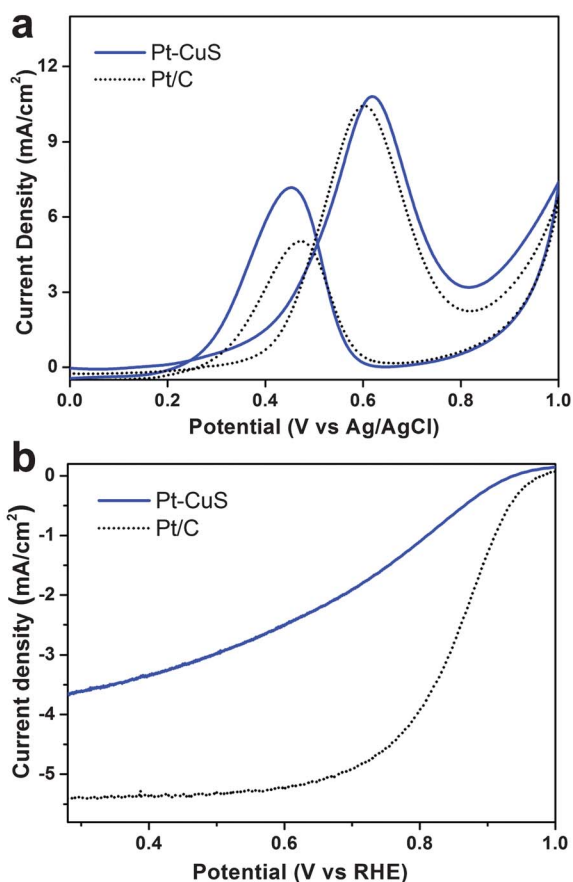 a
Pt-CuS
Pt/C
Current Density (mA/cm²)
12
9
6
3
0
0.0 0.2 0.4 0.6 0.8 1.0
Potential (V vs Ag/AgCl)
b
Pt-CuS
Pt/C
Current density (mA/cm²)
0
-1
-2
-3
-4
-5
0.4 0.6 0.8 1.0
Potential (V vs RHE)